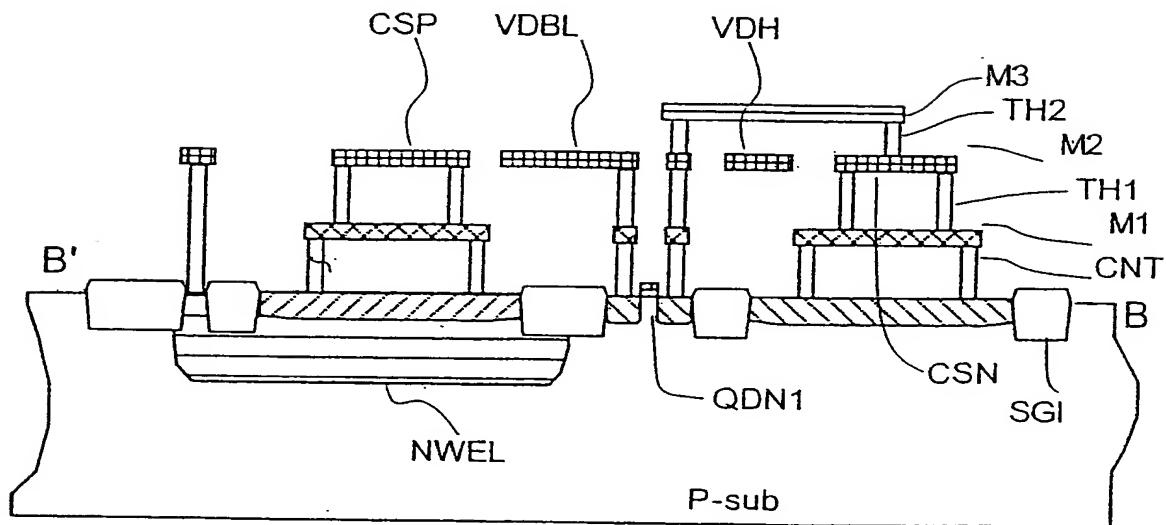 CSP
VDBL
VDH
M3
TH2
M2
TH1
M1
CNT
B'
B
CSN
SGI
QDN1
NWEL
P-sub